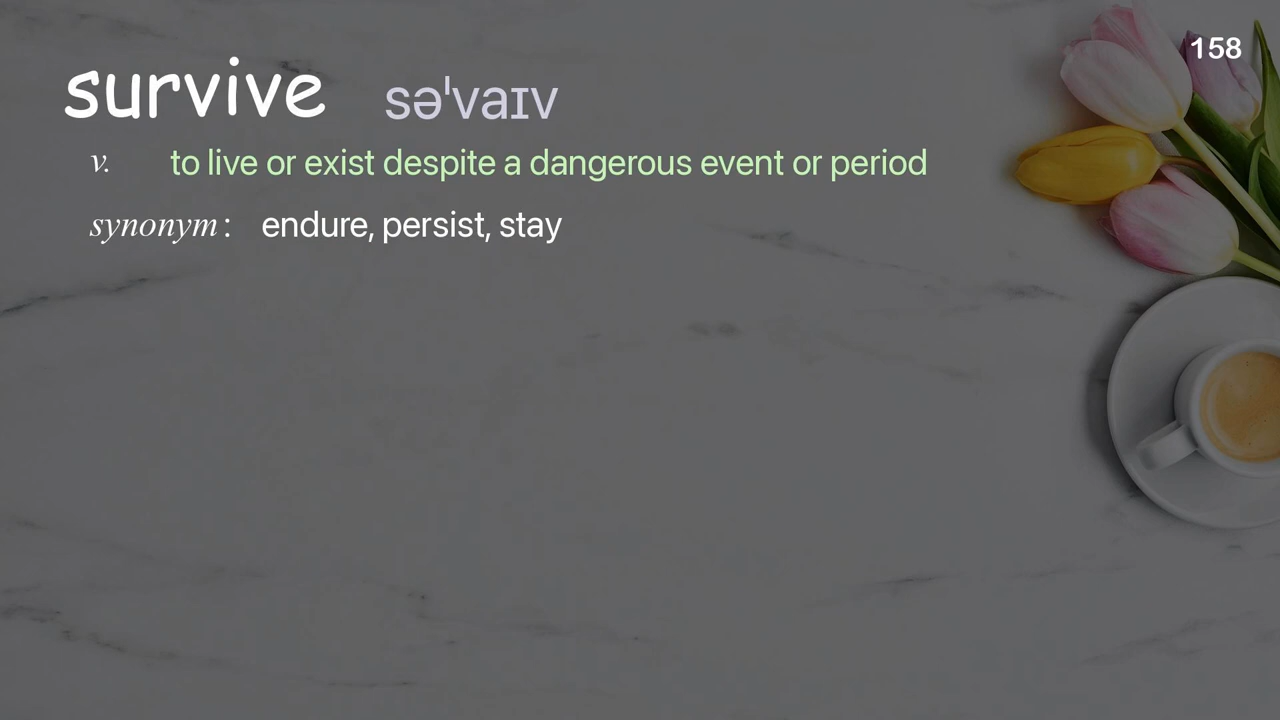 158
survive səˈvaɪv
v. to live or exist despite a dangerous event or period
synonym: endure, persist, stay